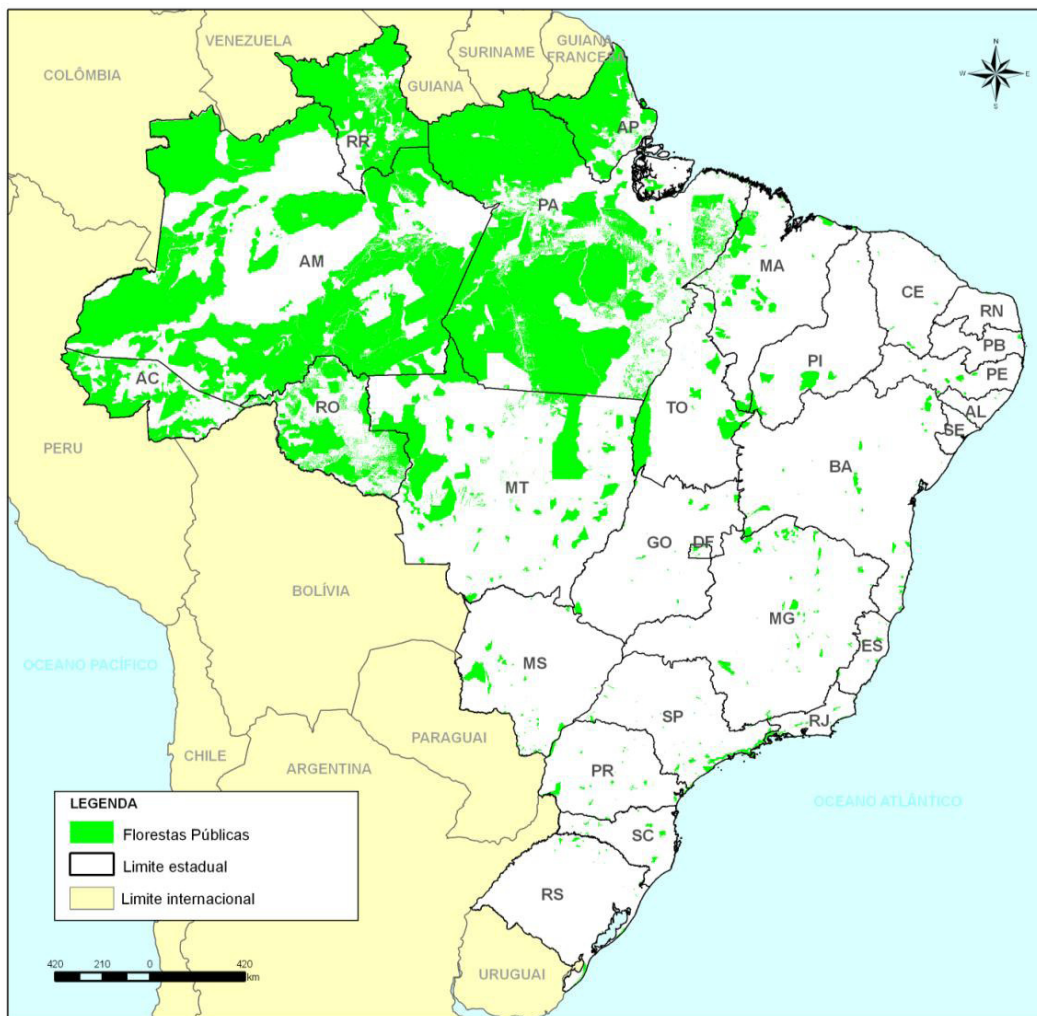 VENEZUELA
COLÔMBIA
SURINAME
GUIANA
FRANCESA
GUIANA
N
W
E
S
RR
AP
PA
AM
MA
CE
RN
PB
PE
PI
AL
SE
AC
RO
TO
BA
PERU
MT
GO
DF
BOLÍVIA
MG
ES
MS
OCEANO PACÍFICO
SP
RJ
PARAGUAI
CHILE
ARGENTINA
PR
OCEANO ATLÂNTICO
SC
RS
URUGUAI
LEGENDA
Florestas Públicas
Limite estadual
Limite internacional
420 210 0 420
km